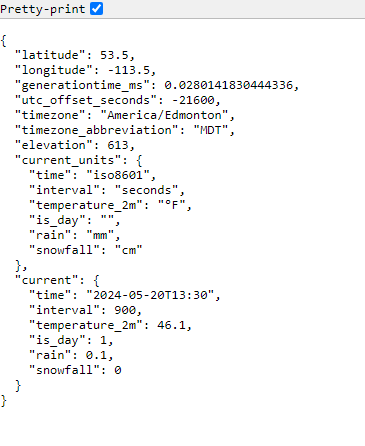 Pretty-print
{
  "latitude": 53.5,
  "longitude": -113.5,
  "generationtime_ms": 0.0280141830444336,
  "utc_offset_seconds": -21600,
  "timezone": "America/Edmonton",
  "timezone_abbreviation": "MDT",
  "elevation": 613,
  "current_units": {
    "time": "iso8601",
    "interval": "seconds",
    "temperature_2m": "°F",
    "is_day": "",
    "rain": "mm",
    "snowfall": "cm"
  },
  "current": {
    "time": "2024-05-20T13:30",
    "interval": 900,
    "temperature_2m": 46.1,
    "is_day": 1,
    "rain": 0.1,
    "snowfall": 0
  }
}